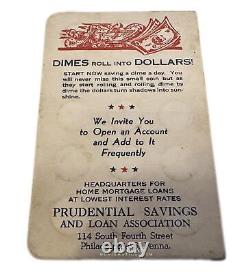 DIMES ROLL INTO DOLLARS!
START NOW saving a dime a day. You
will never miss this small coin but as
they start rolling and rolling, dime by
dime the dollars turn shadows into sun-
shine.
We Invite You
to Open an Account
and Add to It
Frequently
HEADQUARTERS FOR
HOME MORTGAGE LOANS
AT LOWEST INTEREST RATES
PRUDENTIAL SAVINGS
AND LOAN ASSOCIATION
114 South Fourth Street
Philadelphia, Penna.